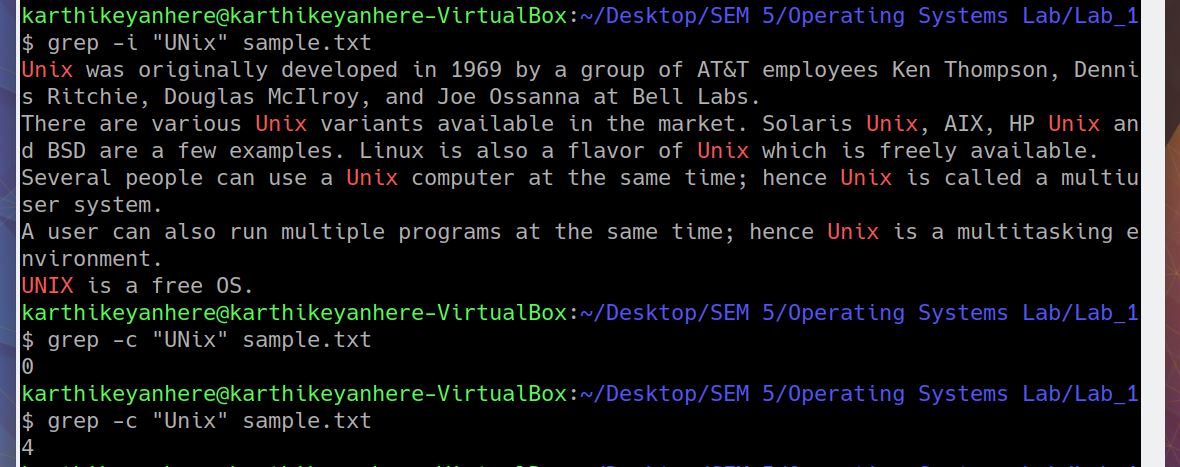 karthikeyanhere@karthikeyanhere-VirtualBox:~/Desktop/SEM 5/Operating Systems Lab/Lab_1
$ grep -i "UNix" sample.txt
Unix was originally developed in 1969 by a group of AT&T employees Ken Thompson, Denni
s Ritchie, Douglas McIlroy, and Joe Ossanna at Bell Labs.
There are various Unix variants available in the market. Solaris Unix, AIX, HP Unix an
d BSD are a few examples. Linux is also a flavor of Unix which is freely available.
Several people can use a Unix computer at the same time; hence Unix is called a multiu
ser system.
A user can also run multiple programs at the same time; hence Unix is a multitasking e
nvironment.
UNIX is a free OS.
karthikeyanhere@karthikeyanhere-VirtualBox:~/Desktop/SEM 5/Operating Systems Lab/Lab_1
$ grep -c "UNix" sample.txt
0
karthikeyanhere@karthikeyanhere-VirtualBox:~/Desktop/SEM 5/Operating Systems Lab/Lab_1
$ grep -c "Unix" sample.txt
4